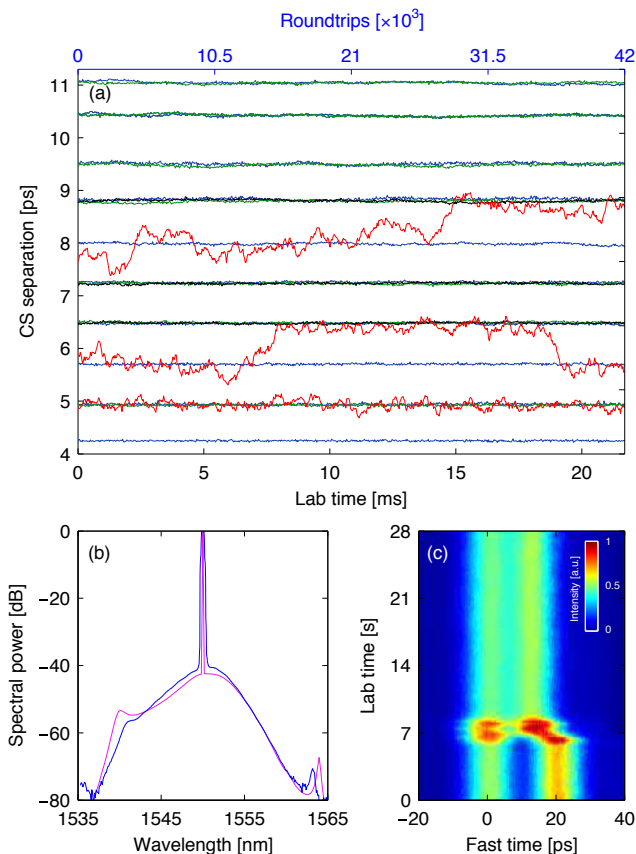 Roundtrips [×10³]
0 10.5 21 31.5 42
(a)
CS separation [ps]
11
10
9
8
7
6
5
4
0 5 10 15 20
Lab time [ms]
(b)
Spectral power [dB]
0
−20
−40
−60
−80
1535 1545 1555 1565
Wavelength [nm]
(c)
Lab time [s]
28
21
14
7
0
Intensity [a.u.]
1
0.5
0
−20 0 20 40
Fast time [ps]